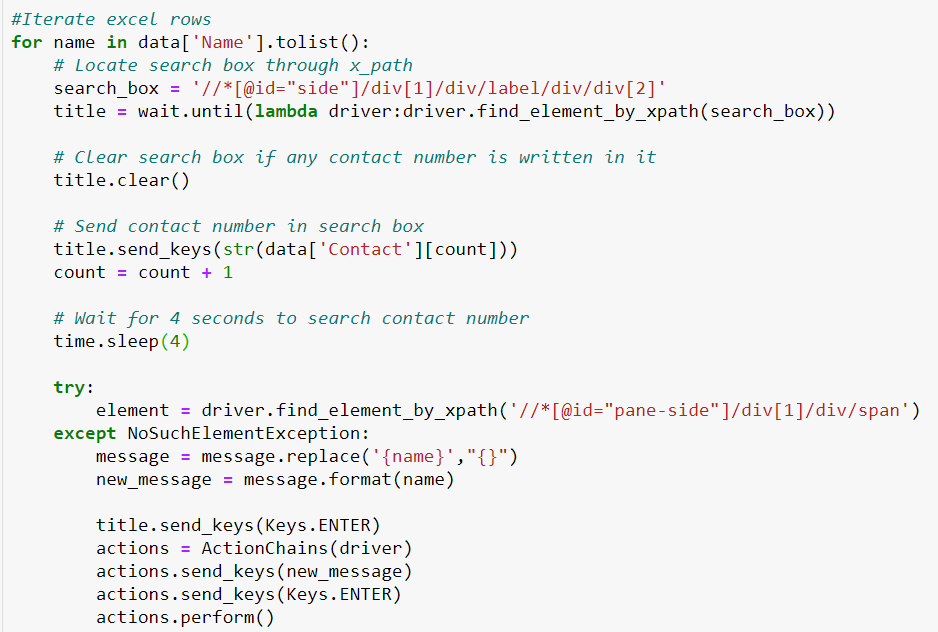 #Iterate excel rows
for name in data['Name'].tolist():
    # Locate search box through x_path
    search_box = '//*[@id="side"]/div[1]/div/label/div/div[2]'
    title = wait.until(lambda driver:driver.find_element_by_xpath(search_box))

    # Clear search box if any contact number is written in it
    title.clear()

    # Send contact number in search box
    title.send_keys(str(data['Contact'][count]))
    count = count + 1

    # Wait for 4 seconds to search contact number
    time.sleep(4)

    try:
        element = driver.find_element_by_xpath('//*[@id="pane-side"]/div[1]/div/span')
    except NoSuchElementException:
        message = message.replace('{name}',"{}")
        new_message = message.format(name)

        title.send_keys(Keys.ENTER)
        actions = ActionChains(driver)
        actions.send_keys(new_message)
        actions.send_keys(Keys.ENTER)
        actions.perform()